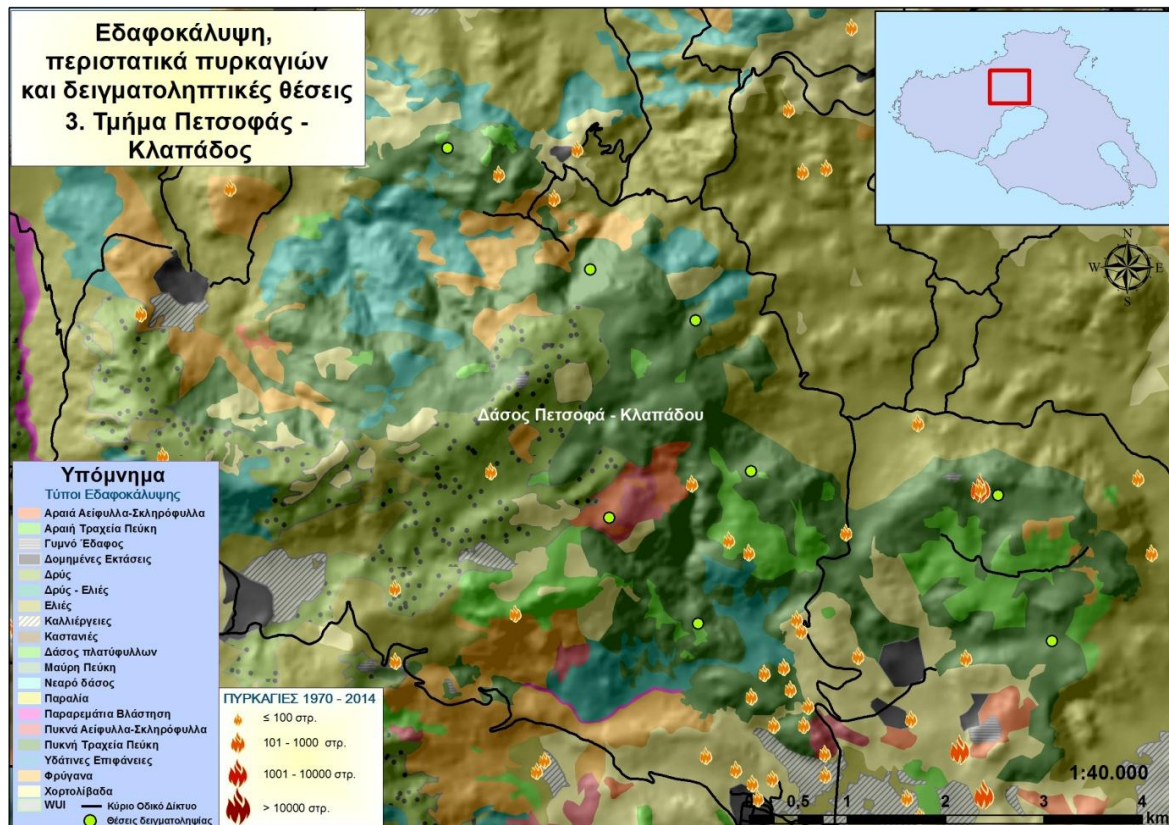 Εδαφοκάλυψη,
περιστατικά πυρκαγιών
και δειγματοληπτικές θέσεις
3. Τμήμα Πετσοφάς -
Κλαπάδος
N
W
E
S
Δάσος Πετσοφά - Κλαπάδου
Υπόμνημα
Τύποι Εδαφοκάλυψης
Αραιά Αείφυλλα-Σκληρόφυλλα
Αραιή Τραχεία Πεύκη
Γυμνό Έδαφος
Δομημένες Εκτάσεις
Δρύς
Δρύς - Ελιές
Ελιές
Καλλιέργειες
Καστανιές
Δάσος πλατύφυλλων
Μαύρη Πεύκη
Νεαρό δάσος
Παραλία
Παραρεμάτια Βλάστηση
Πυκνά Αείφυλλα-Σκληρόφυλλα
Πυκνή Τραχεία Πεύκη
Υδάτινες Επιφάνειες
Φρύγανα
Χορτολίβαδα
WUI
Κύριο Οδικό Δίκτυο
Θέσεις δειγματοληψίας
ΠΥΡΚΑΓΙΕΣ 1970 - 2014
≤ 100 στρ.
101 - 1000 στρ.
1001 - 10000 στρ.
> 10000 στρ.
1:40.000
0,5 1 2 3 4
km